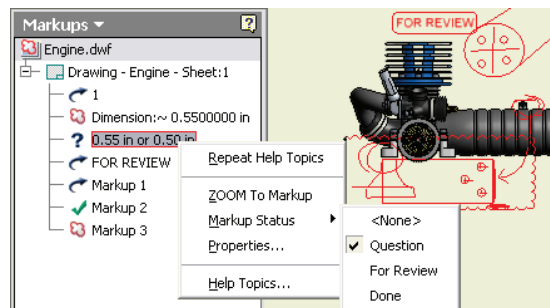 Markups
?
FOR REVIEW
Engine.dwf
Drawing - Engine - Sheet:1
1
Dimension:~ 0.5500000 in
? 0.55 in or 0.50 in
FOR REVIEW
Markup 1
Markup 2
Markup 3
Repeat Help Topics
ZOOM To Markup
Markup Status
Properties...
Help Topics...
<None>
Question
For Review
Done